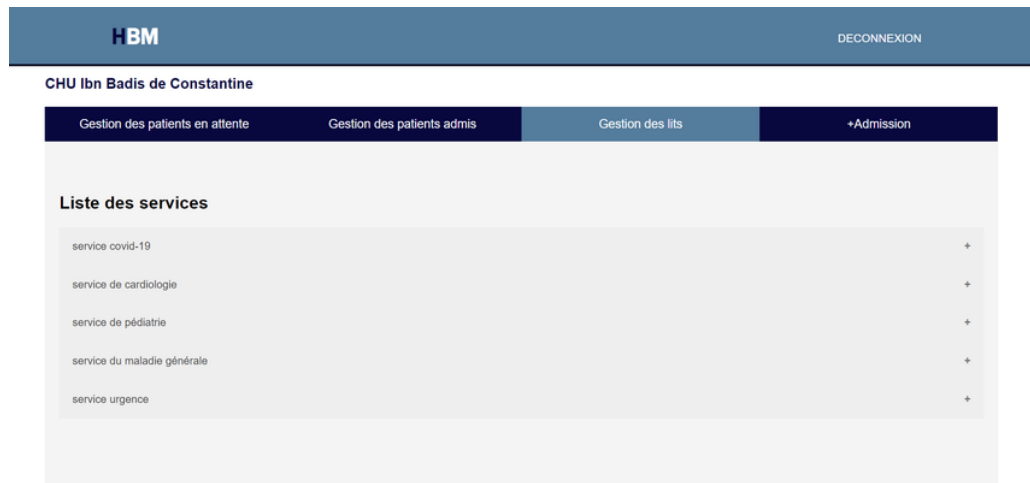 HBM
DECONNEXION
CHU Ibn Badis de Constantine
Gestion des patients en attente
Gestion des patients admis
Gestion des lits
+Admission
Liste des services
service covid-19 +
service de cardiologie +
service de pédiatrie +
service du maladie générale +
service urgence +